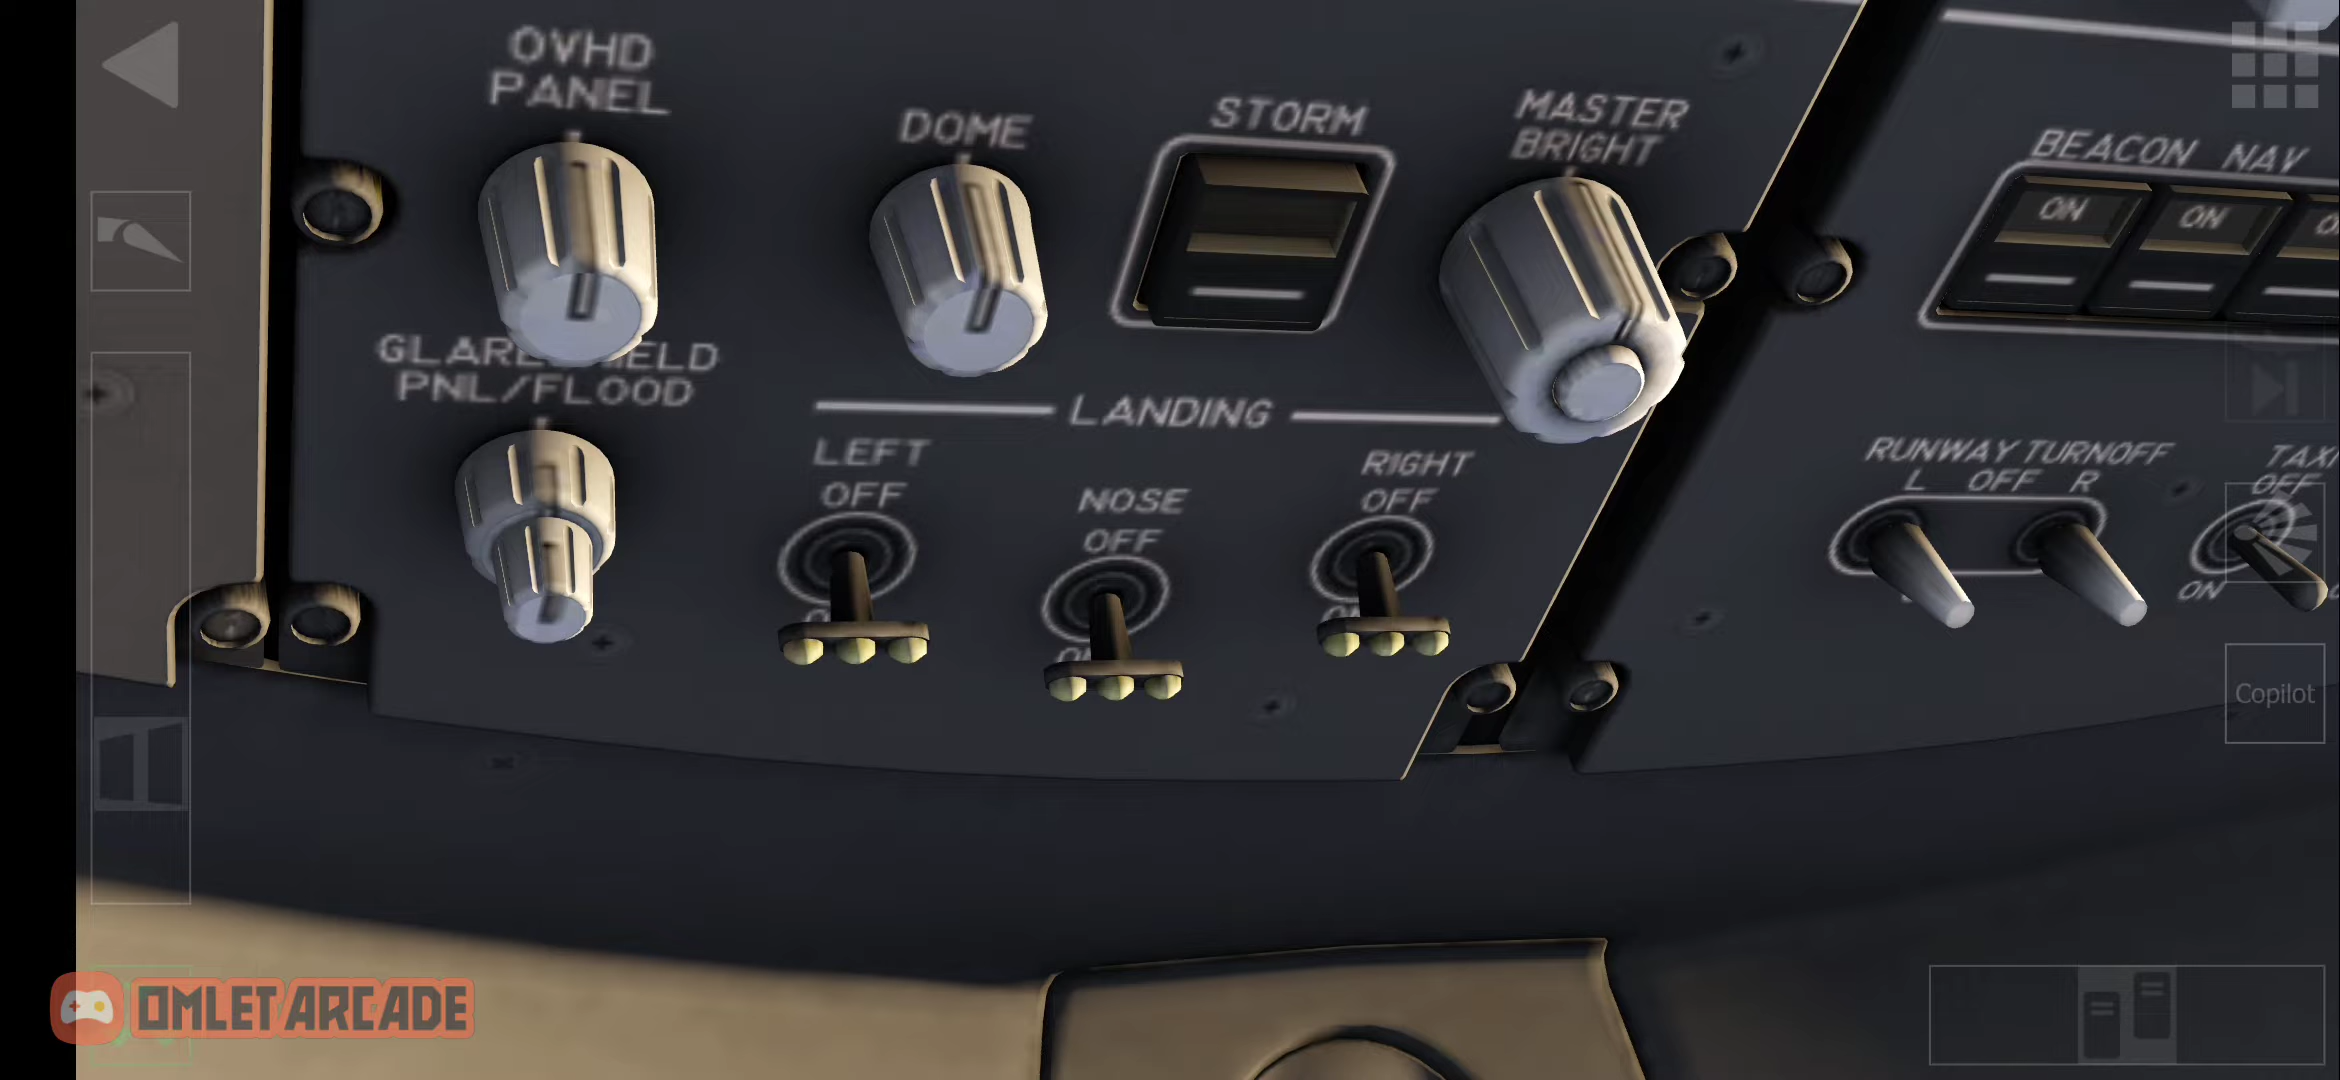 OVHD
PANEL
DOME
STORM
MASTER
BRIGHT
BEACON NAV
ON
ON
PNL/FLOOD
LANDING
LEFT
OFF
NOSE
OFF
RIGHT
OFF
RUNWAY TURNOFF
L OFF R
TAXI
OFF
ON
Copilot
OMLET ARCADE